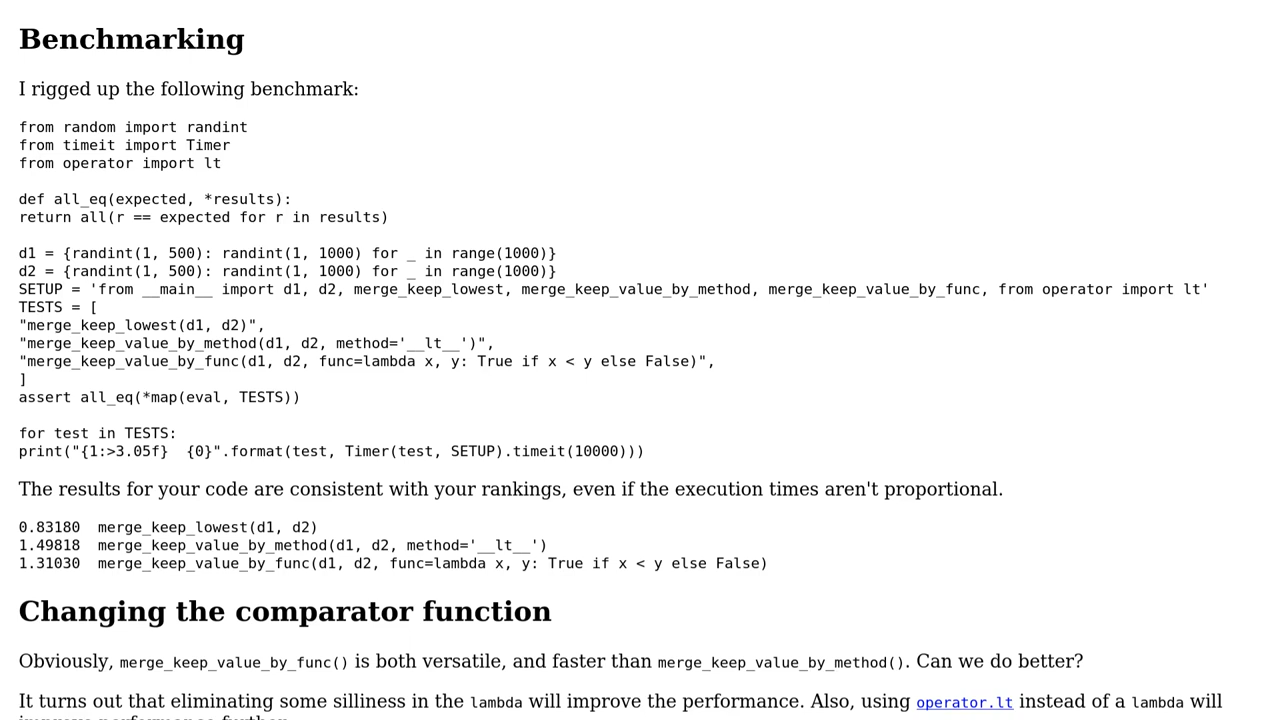 Benchmarking
I rigged up the following benchmark:
from random import randint
from timeit import Timer
from operator import lt
def all_eq(expected, *results):
return all(r == expected for r in results)
d1 = {randint(1, 500): randint(1, 1000) for _ in range(1000)}
d2 = {randint(1, 500): randint(1, 1000) for _ in range(1000)}
SETUP = 'from __main__ import d1, d2, merge_keep_lowest, merge_keep_value_by_method, merge_keep_value_by_func, from operator import lt'
TESTS = [
"merge_keep_lowest(d1, d2)",
"merge_keep_value_by_method(d1, d2, method='__lt__')",
"merge_keep_value_by_func(d1, d2, func=lambda x, y: True if x < y else False)",
]
assert all_eq(*map(eval, TESTS))
for test in TESTS:
print("{1:>3.05f}  {0}".format(test, Timer(test, SETUP).timeit(10000)))
The results for your code are consistent with your rankings, even if the execution times aren't proportional.
0.83180  merge_keep_lowest(d1, d2)
1.49818  merge_keep_value_by_method(d1, d2, method='__lt__')
1.31030  merge_keep_value_by_func(d1, d2, func=lambda x, y: True if x < y else False)
Changing the comparator function
Obviously, merge_keep_value_by_func() is both versatile, and faster than merge_keep_value_by_method(). Can we do better?
It turns out that eliminating some silliness in the lambda will improve the performance. Also, using operator.lt instead of a lambda will